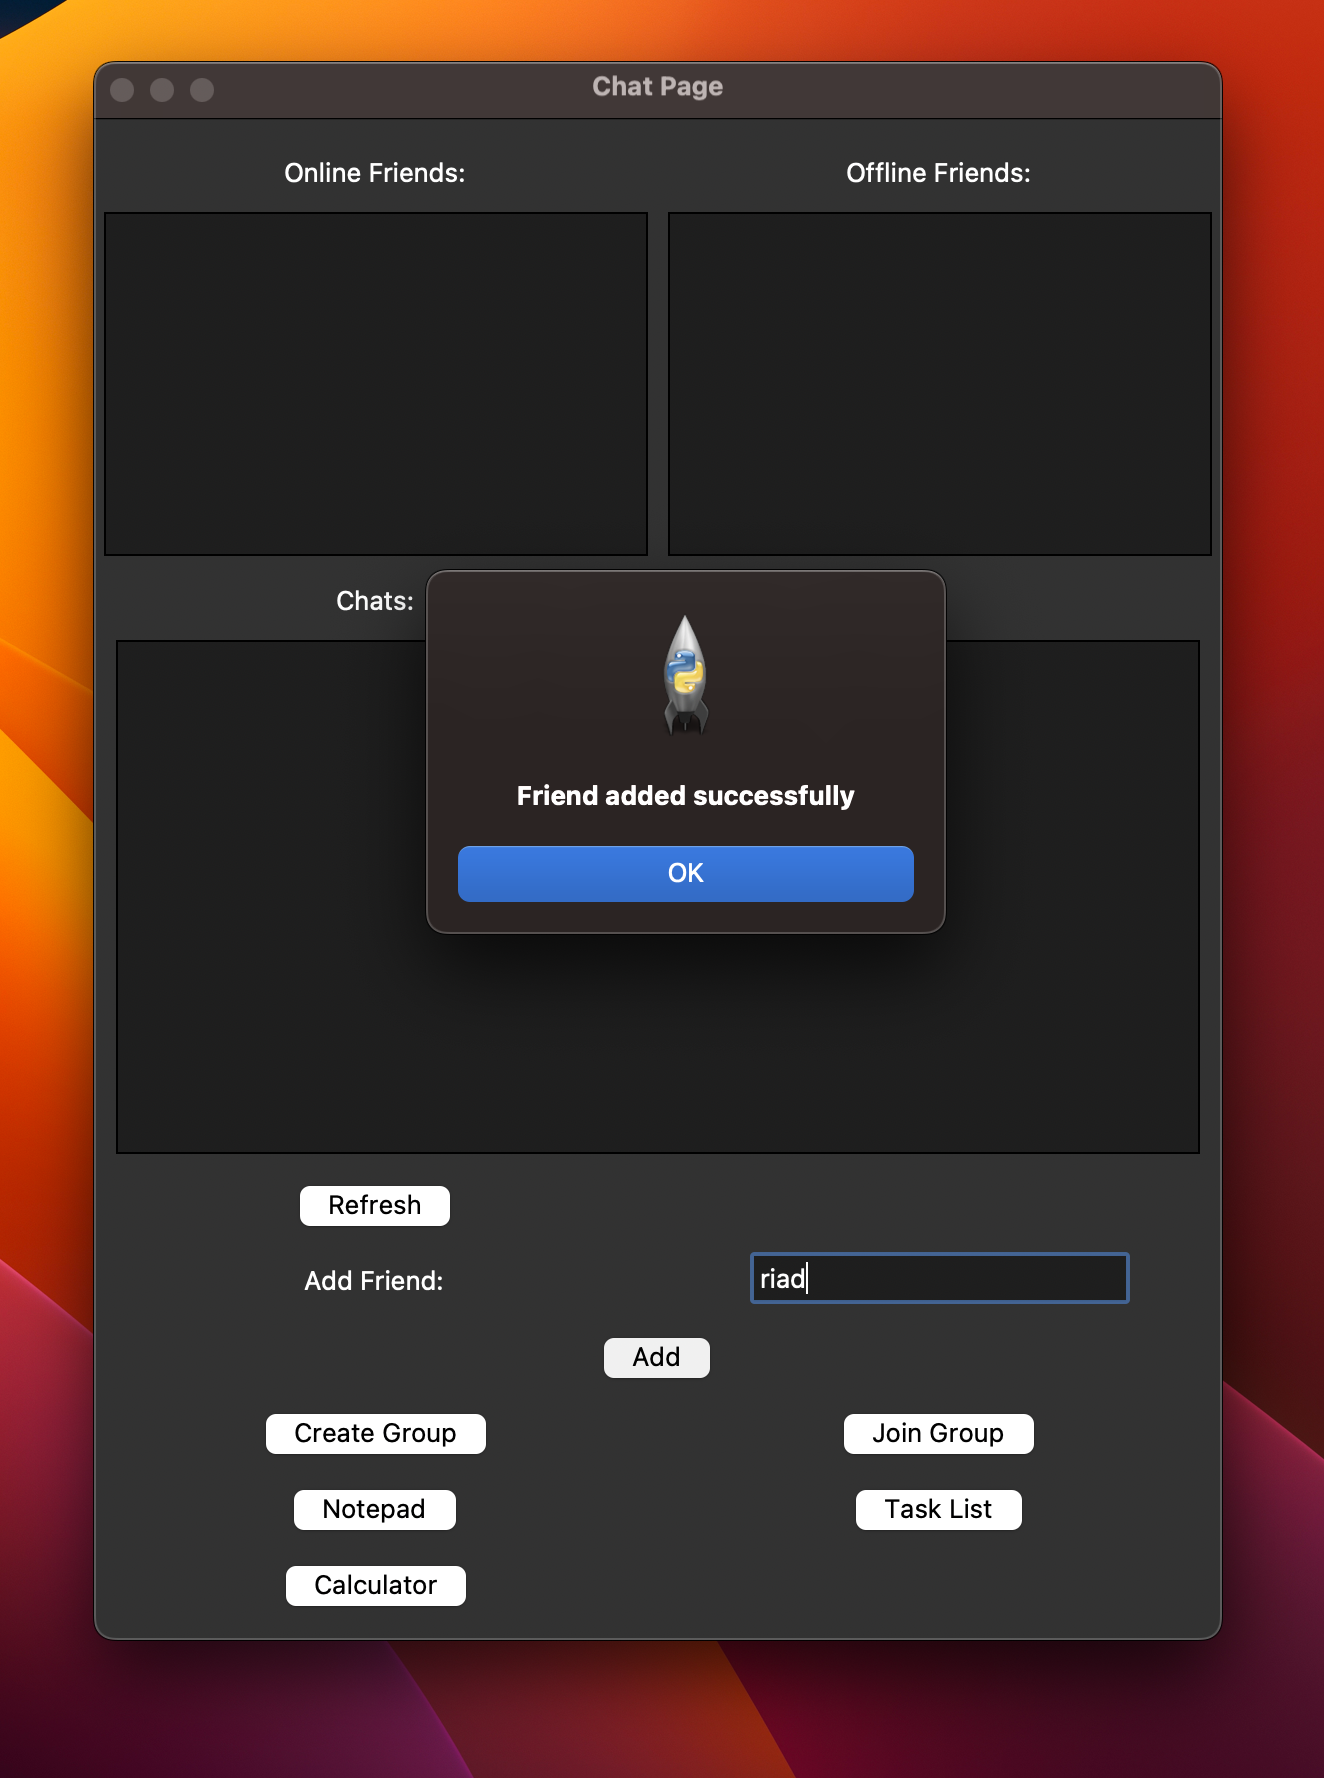 Chat Page
Online Friends:
Offline Friends:
Chats:
Friend added successfully
OK
Refresh
Add Friend:
riad
Add
Create Group
Join Group
Notepad
Task List
Calculator